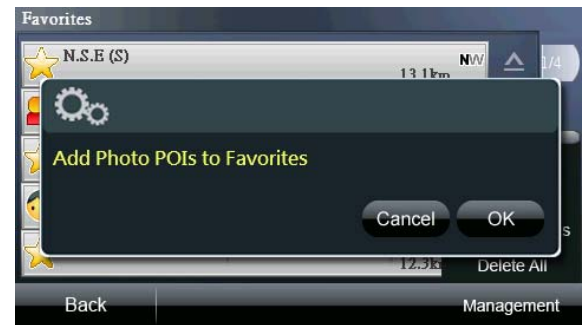 Favorites
N.S.E (S)
NW
13.1km
1/4
Add Photo POIs to Favorites
Cancel
OK
12.3k
Delete All
Back
Management